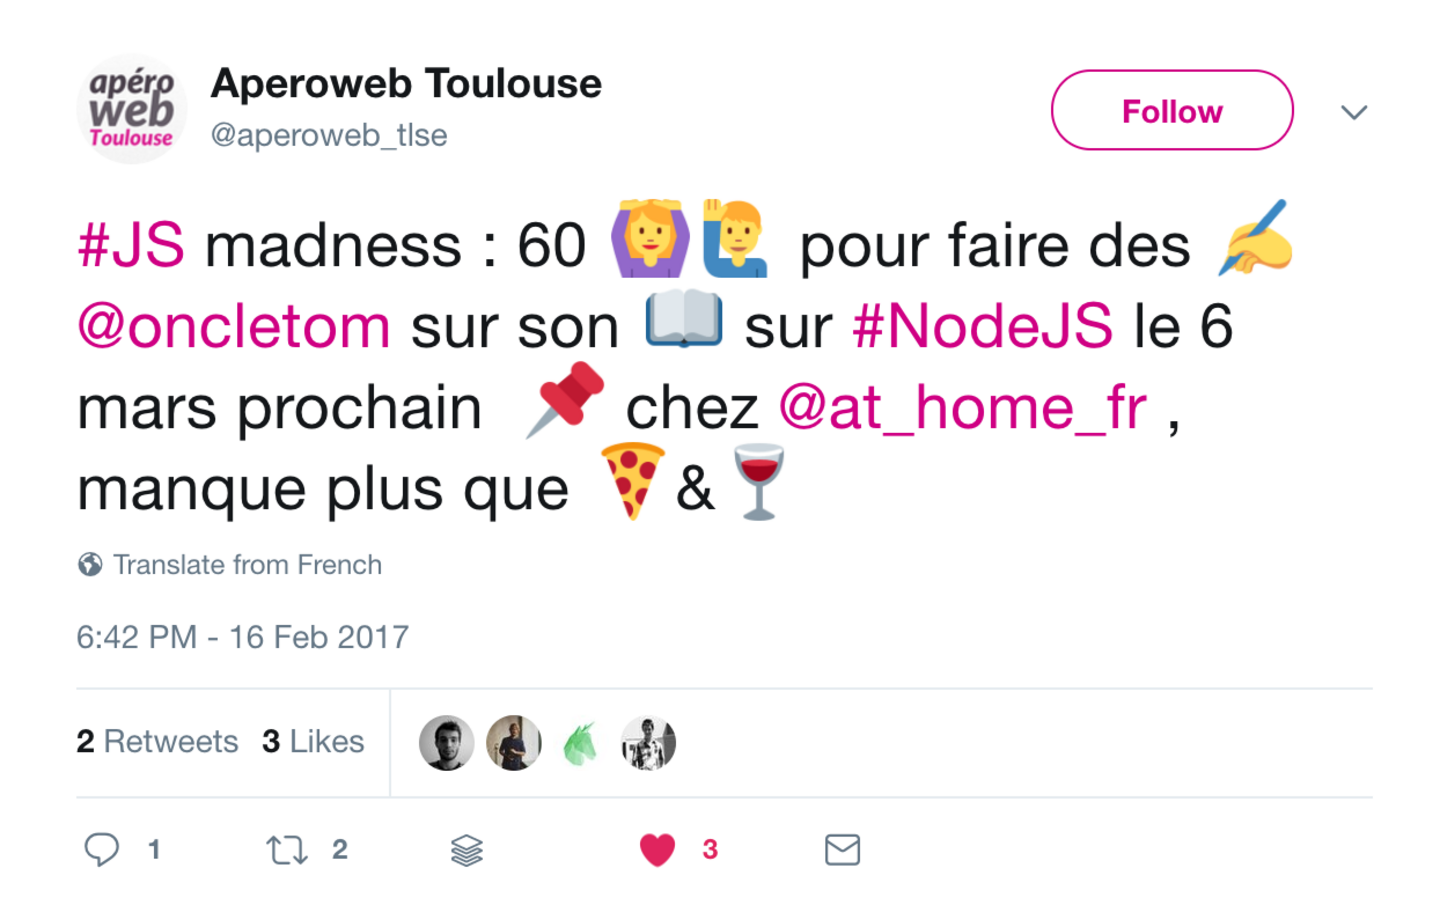 apéro
web
Toulouse
Aperoweb Toulouse
@aperoweb_tlse
Follow
#JS madness : 60 🙆🙋‍♂️ pour faire des ✍️
@oncletom sur son 📖 sur #NodeJS le 6
mars prochain 📌 chez @at_home_fr ,
manque plus que 🍕&🍷
Translate from French
6:42 PM - 16 Feb 2017
2 Retweets 3 Likes
1 2 3